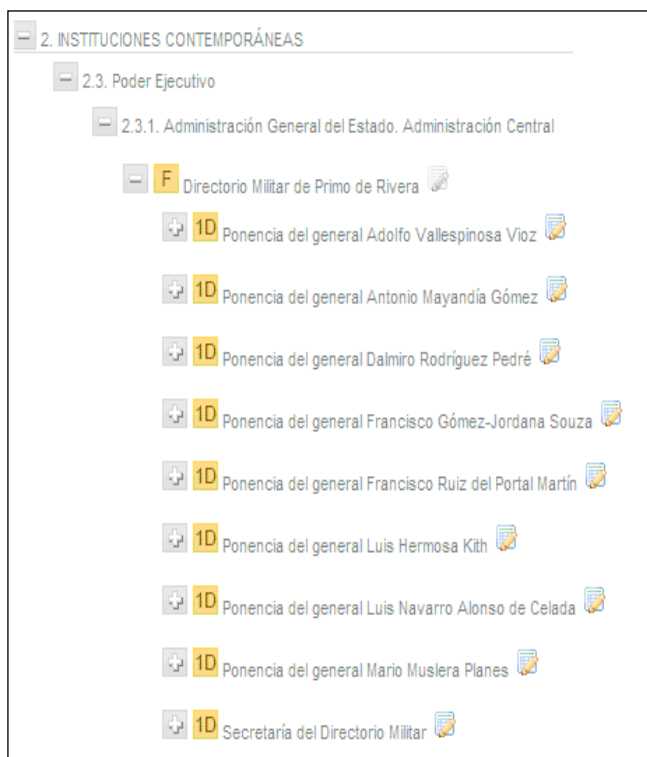 2. INSTITUCIONES CONTEMPORÁNEAS
2.3. Poder Ejecutivo
2.3.1. Administración General del Estado. Administración Central
F Directorio Militar de Primo de Rivera
1D Ponencia del general Adolfo Vallespinosa Vioz
1D Ponencia del general Antonio Mayandía Gómez
1D Ponencia del general Dalmiro Rodríguez Pedré
1D Ponencia del general Francisco Gómez-Jordana Souza
1D Ponencia del general Francisco Ruiz del Portal Martín
1D Ponencia del general Luis Hermosa Kith
1D Ponencia del general Luis Navarro Alonso de Celada
1D Ponencia del general Mario Muslera Planes
1D Secretaría del Directorio Militar